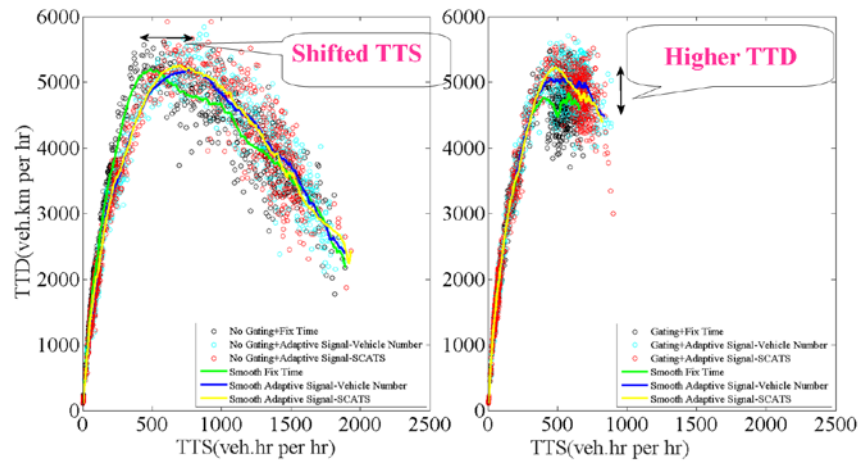 6000
5000
4000
3000
2000
1000
0
TTD(veh.km per hr)
Shifted TTS
No Gating+Fix Time
No Gating+Adaptive Signal-Vehicle Number
No Gating+Adaptive Signal-SCATS
Smooth Fix Time
Smooth Adaptive Signal-Vehicle Number
Smooth Adaptive Signal-SCATS
0 500 1000 1500 2000 2500
TTS(veh.hr per hr)
6000
5000
4000
3000
2000
1000
0
Higher TTD
Gating+Fix Time
Gating+Adaptive Signal-Vehicle Number
Gating+Adaptive Signal-SCATS
Smooth Fix Time
Smooth Adaptive Signal-Vehicle Number
Smooth Adaptive Signal-SCATS
0 500 1000 1500 2000 2500
TTS(veh.hr per hr)